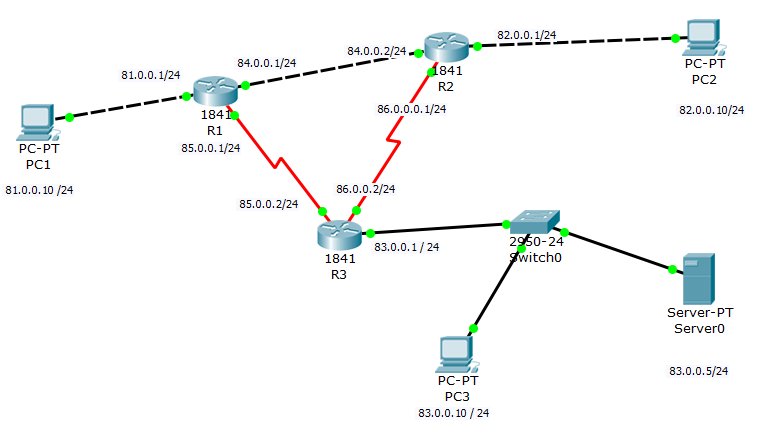 82.0.0.1/24
84.0.0.2/24
84.0.0.1/24
1841
R2
PC-PT
PC2
81.0.0.1/24
86.0.0.1/24
82.0.0.10/24
1841
R1
PC-PT
PC1
85.0.0.1/24
81.0.0.10 /24
86.0.0.2/24
85.0.0.2/24
83.0.0.1 / 24
2950-24
Switch0
1841
R3
Server-PT
Server0
83.0.0.5/24
PC-PT
PC3
83.0.0.10 / 24